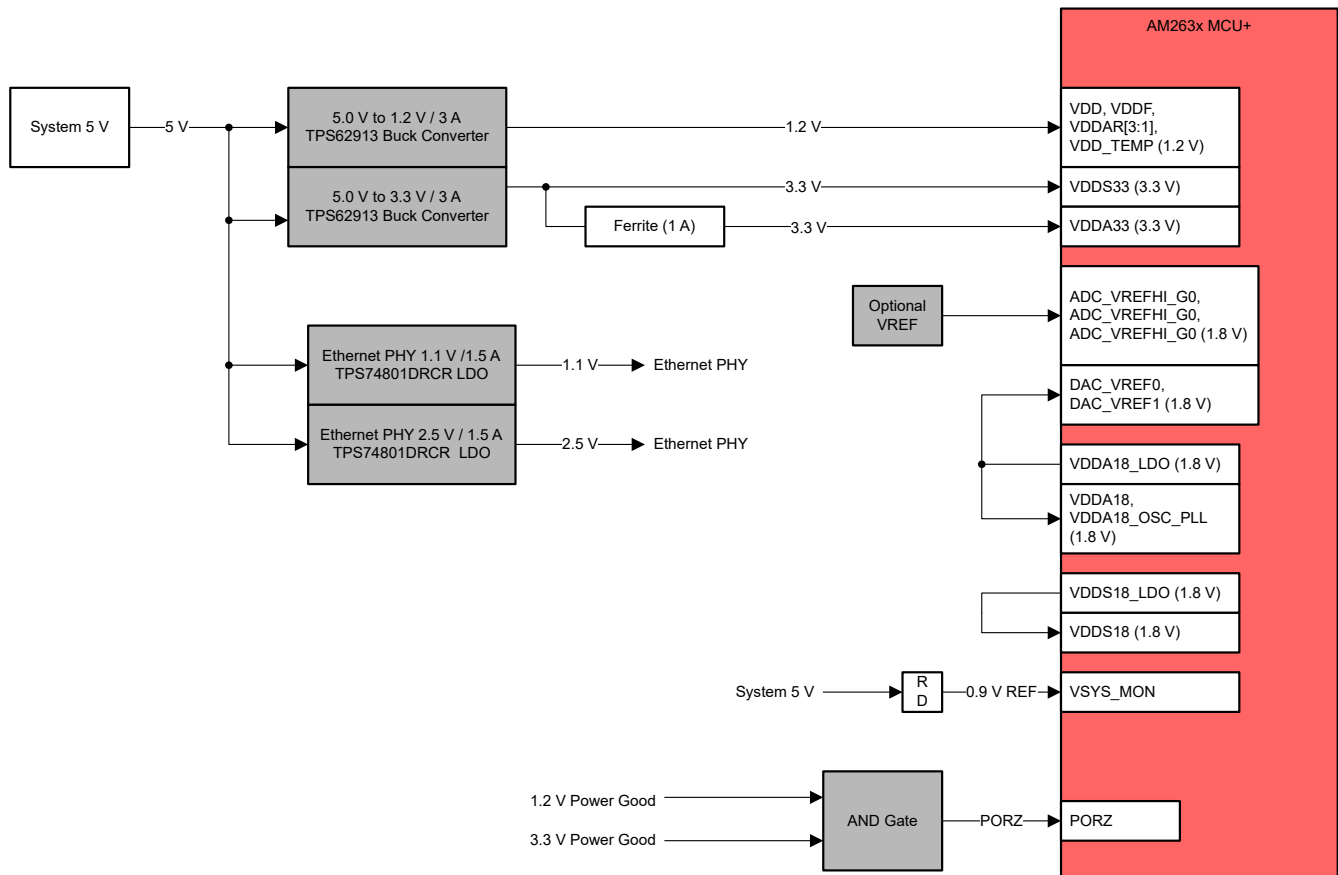 AM263x MCU+
System 5 V
5 V
5.0 V to 1.2 V / 3 A
TPS62913 Buck Converter
1.2 V
VDD, VDDF,
VDDAR[3:1],
VDD_TEMP (1.2 V)
5.0 V to 3.3 V / 3 A
TPS62913 Buck Converter
3.3 V
VDDS33 (3.3 V)
Ferrite (1 A)
3.3 V
VDDA33 (3.3 V)
Optional
VREF
ADC_VREFHI_G0,
ADC_VREFHI_G0,
ADC_VREFHI_G0 (1.8 V)
Ethernet PHY 1.1 V /1.5 A
TPS74801DRCR LDO
1.1 V
Ethernet PHY
DAC_VREF0,
DAC_VREF1 (1.8 V)
Ethernet PHY 2.5 V / 1.5 A
TPS74801DRCR  LDO
2.5 V
Ethernet PHY
VDDA18_LDO (1.8 V)
VDDA18,
VDDA18_OSC_PLL
(1.8 V)
VDDS18_LDO (1.8 V)
VDDS18 (1.8 V)
System 5 V
R
D
0.9 V REF
VSYS_MON
1.2 V Power Good
3.3 V Power Good
AND Gate
PORZ
PORZ